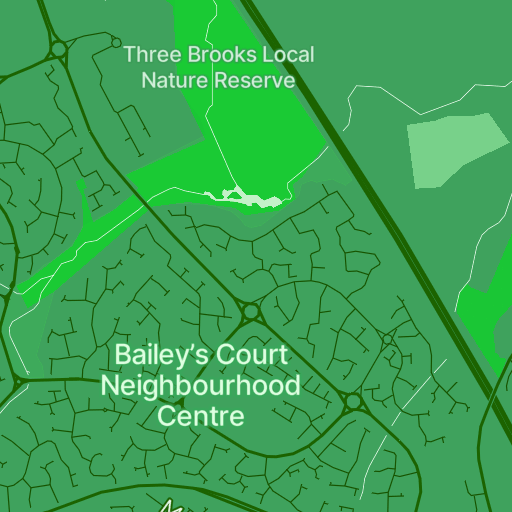 Three Brooks Local
Nature Reserve
Bailey’s Court
Neighbourhood
Centre